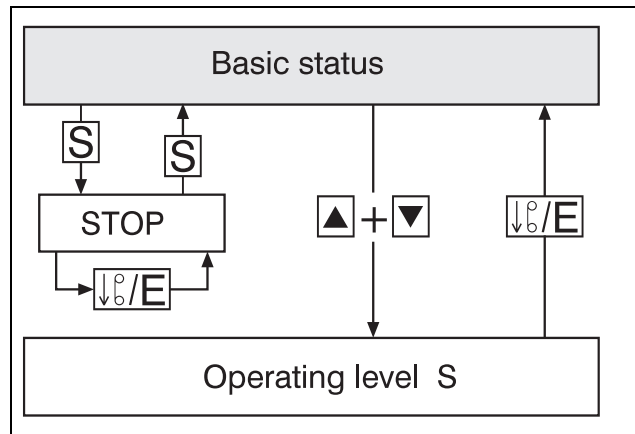 Basic status
S S
STOP
▲ + ▼
/E
/E
Operating level S